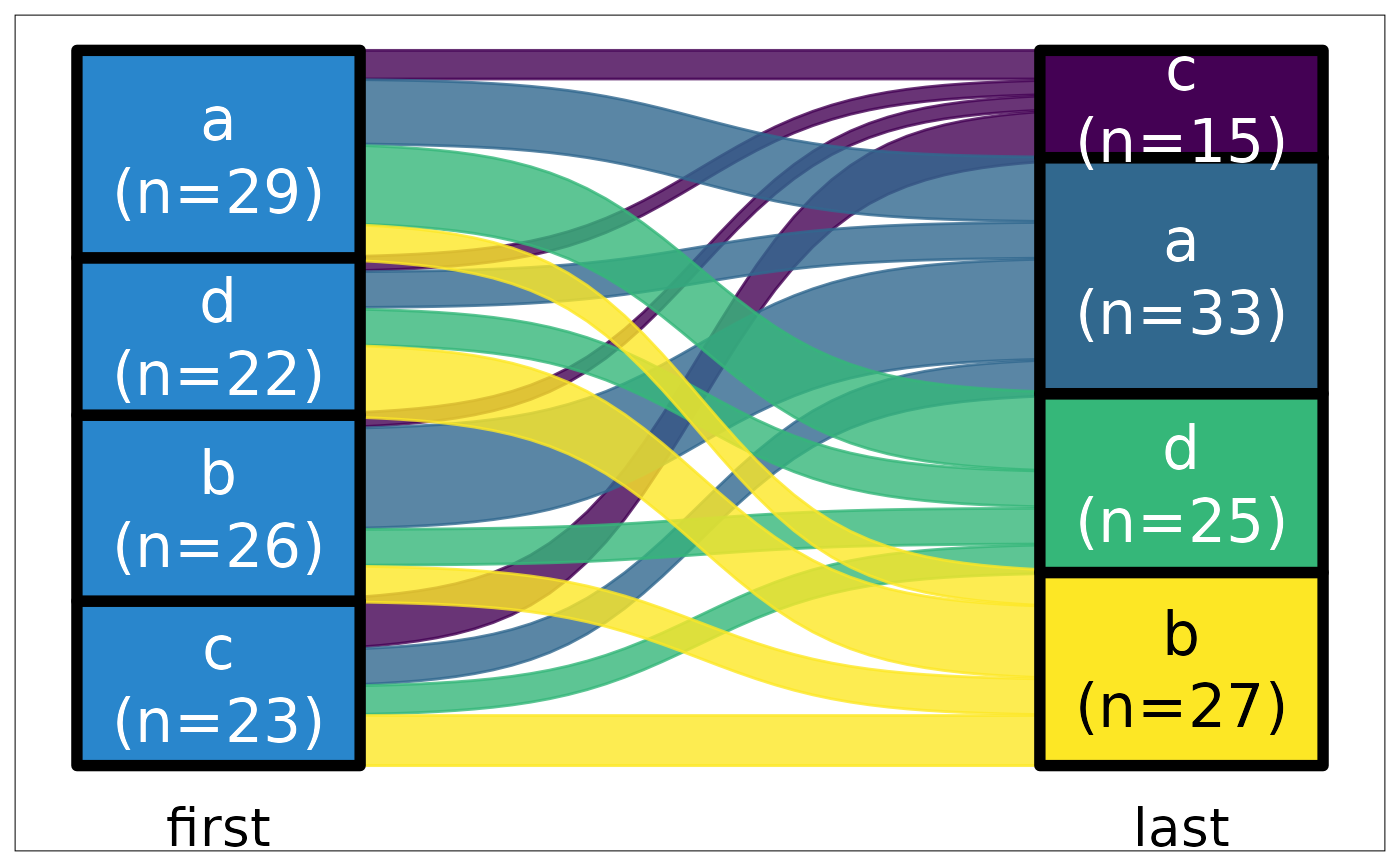 a
(n=29)
d
(n=22)
b
(n=26)
c
(n=23)
first
c
(n=15)
a
(n=33)
d
(n=25)
b
(n=27)
last